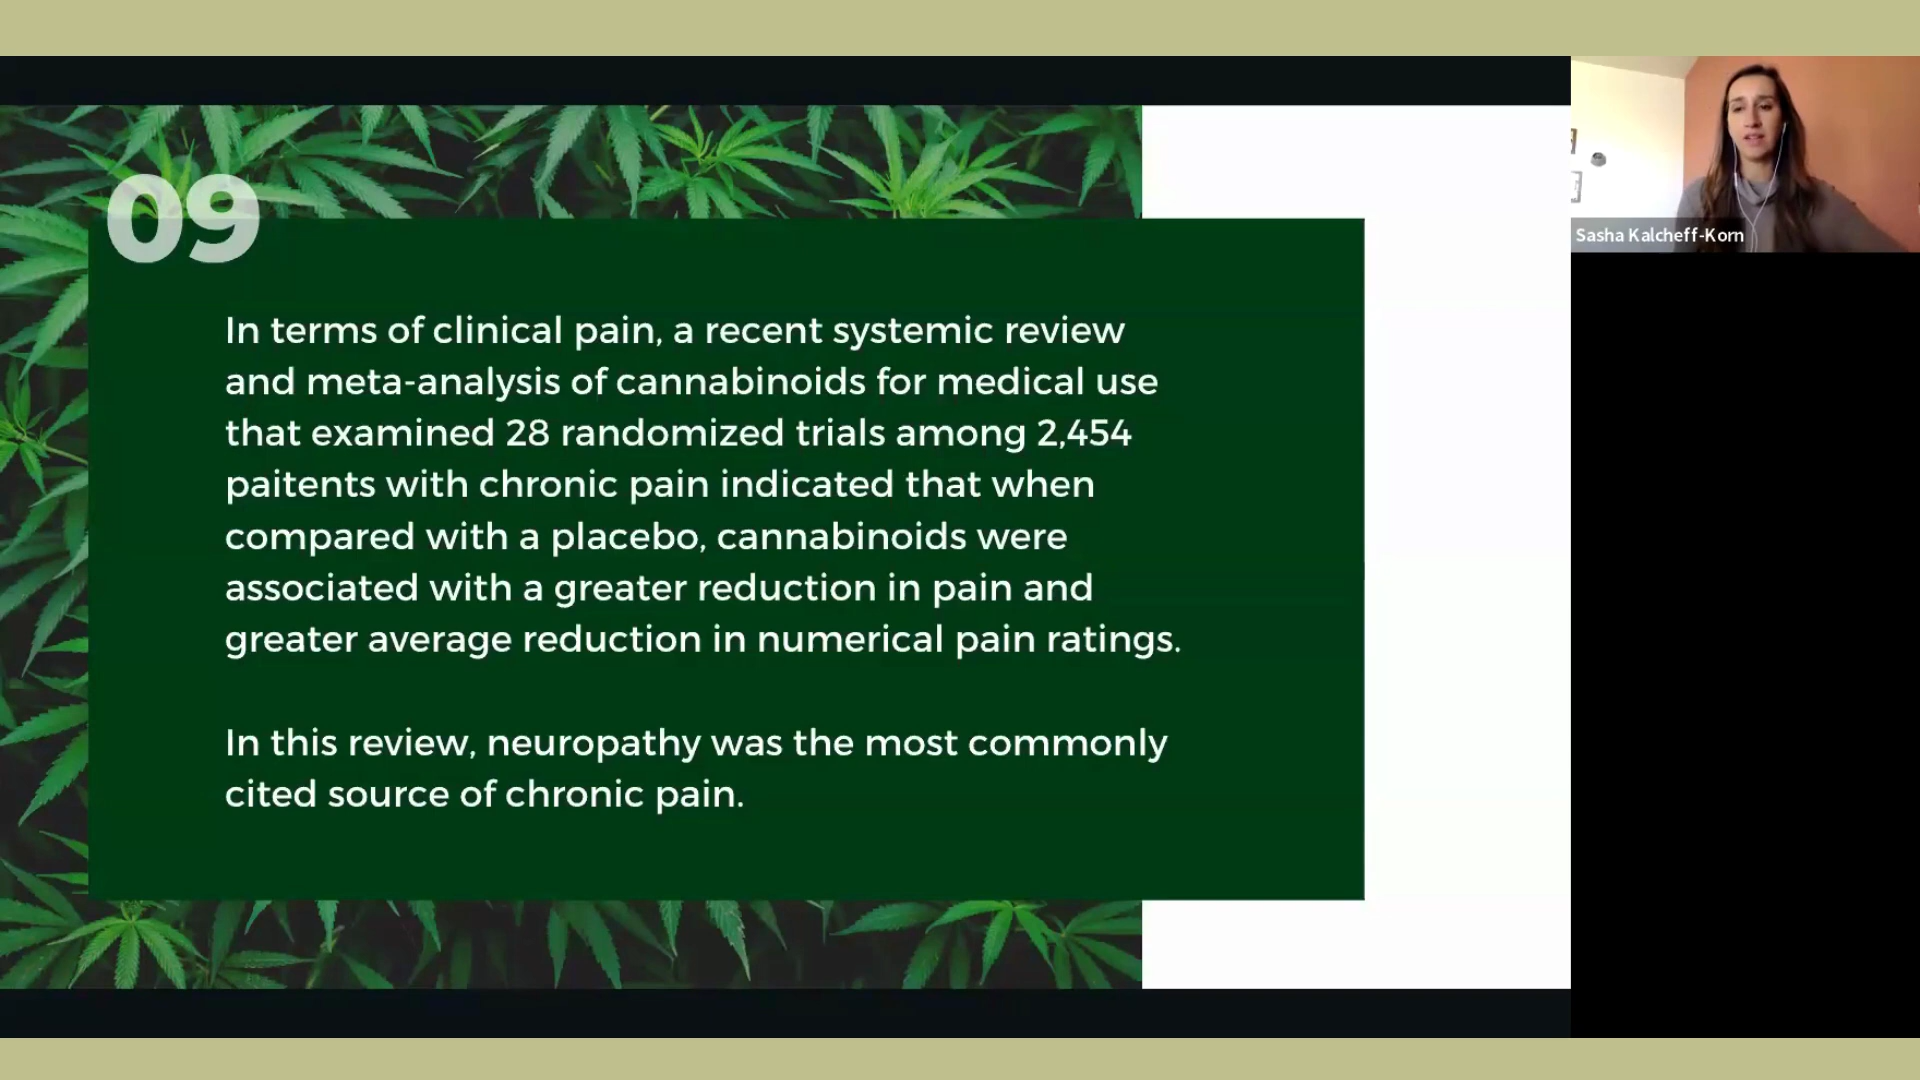 09
In terms of clinical pain, a recent systemic review
and meta-analysis of cannabinoids for medical use
that examined 28 randomized trials among 2,454
paitents with chronic pain indicated that when
compared with a placebo, cannabinoids were
associated with a greater reduction in pain and
greater average reduction in numerical pain ratings.
In this review, neuropathy was the most commonly
cited source of chronic pain.
Sasha Kalcheff-Korn